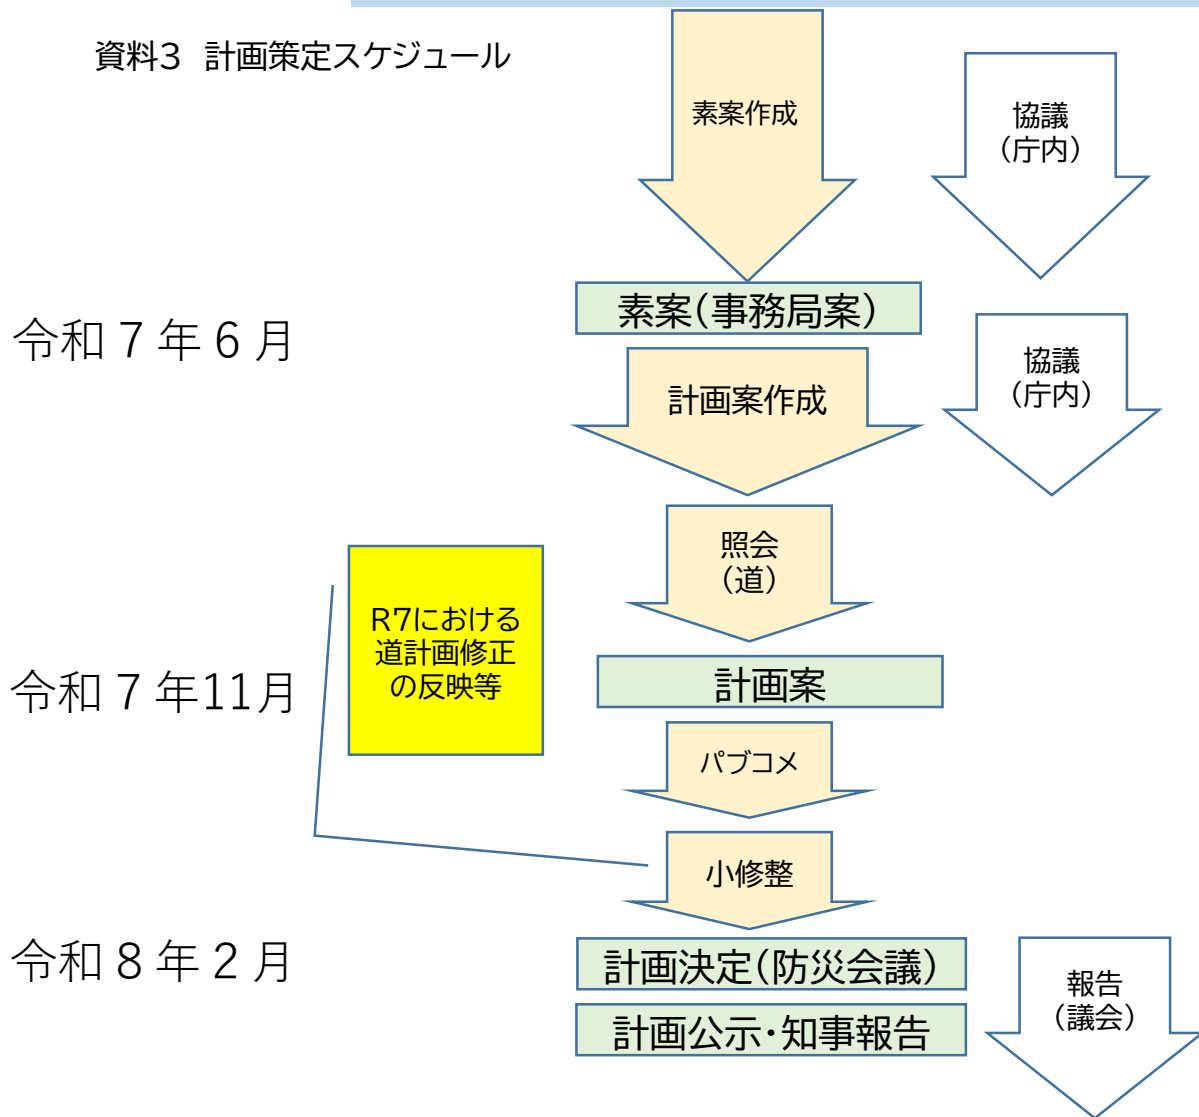 資料3 計画策定スケジュール
素案作成
協議
(庁内)
素案(事務局案)
令和7年6月
計画案作成
協議
(庁内)
照会
(道)
R7における
道計画修正
の反映等
令和7年11月
計画案
パブコメ
小修整
令和8年2月
計画決定(防災会議)
計画公示・知事報告
報告
(議会)